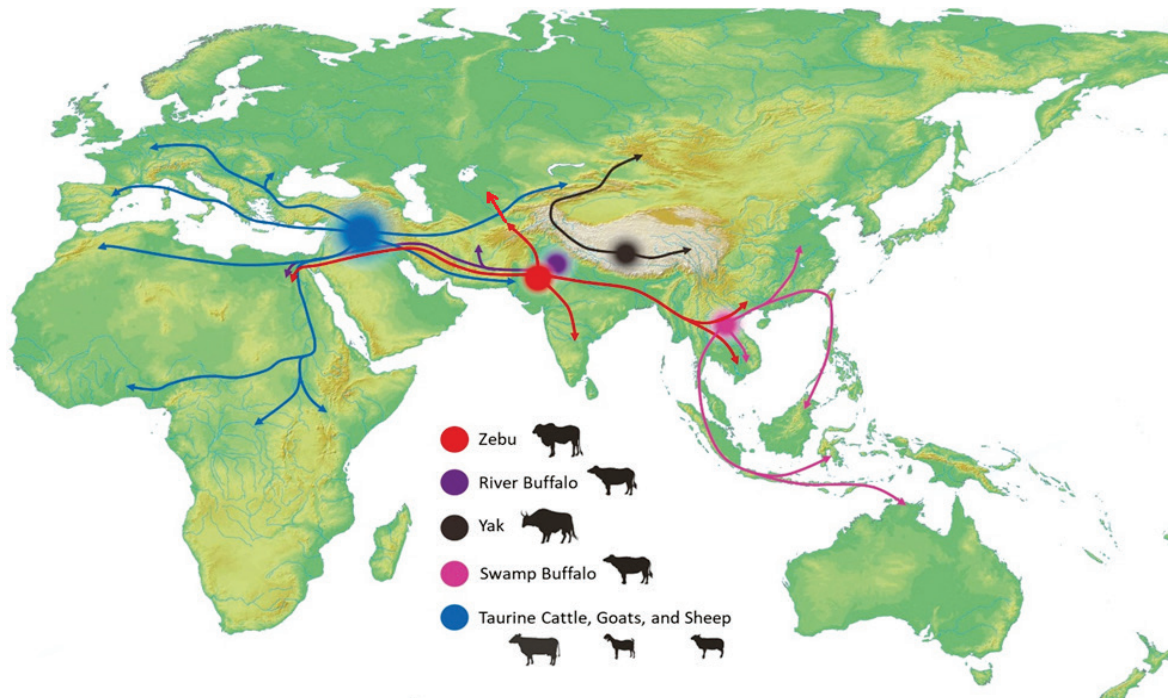 Zebu
River Buffalo
Yak
Swamp Buffalo
Taurine Cattle, Goats, and Sheep